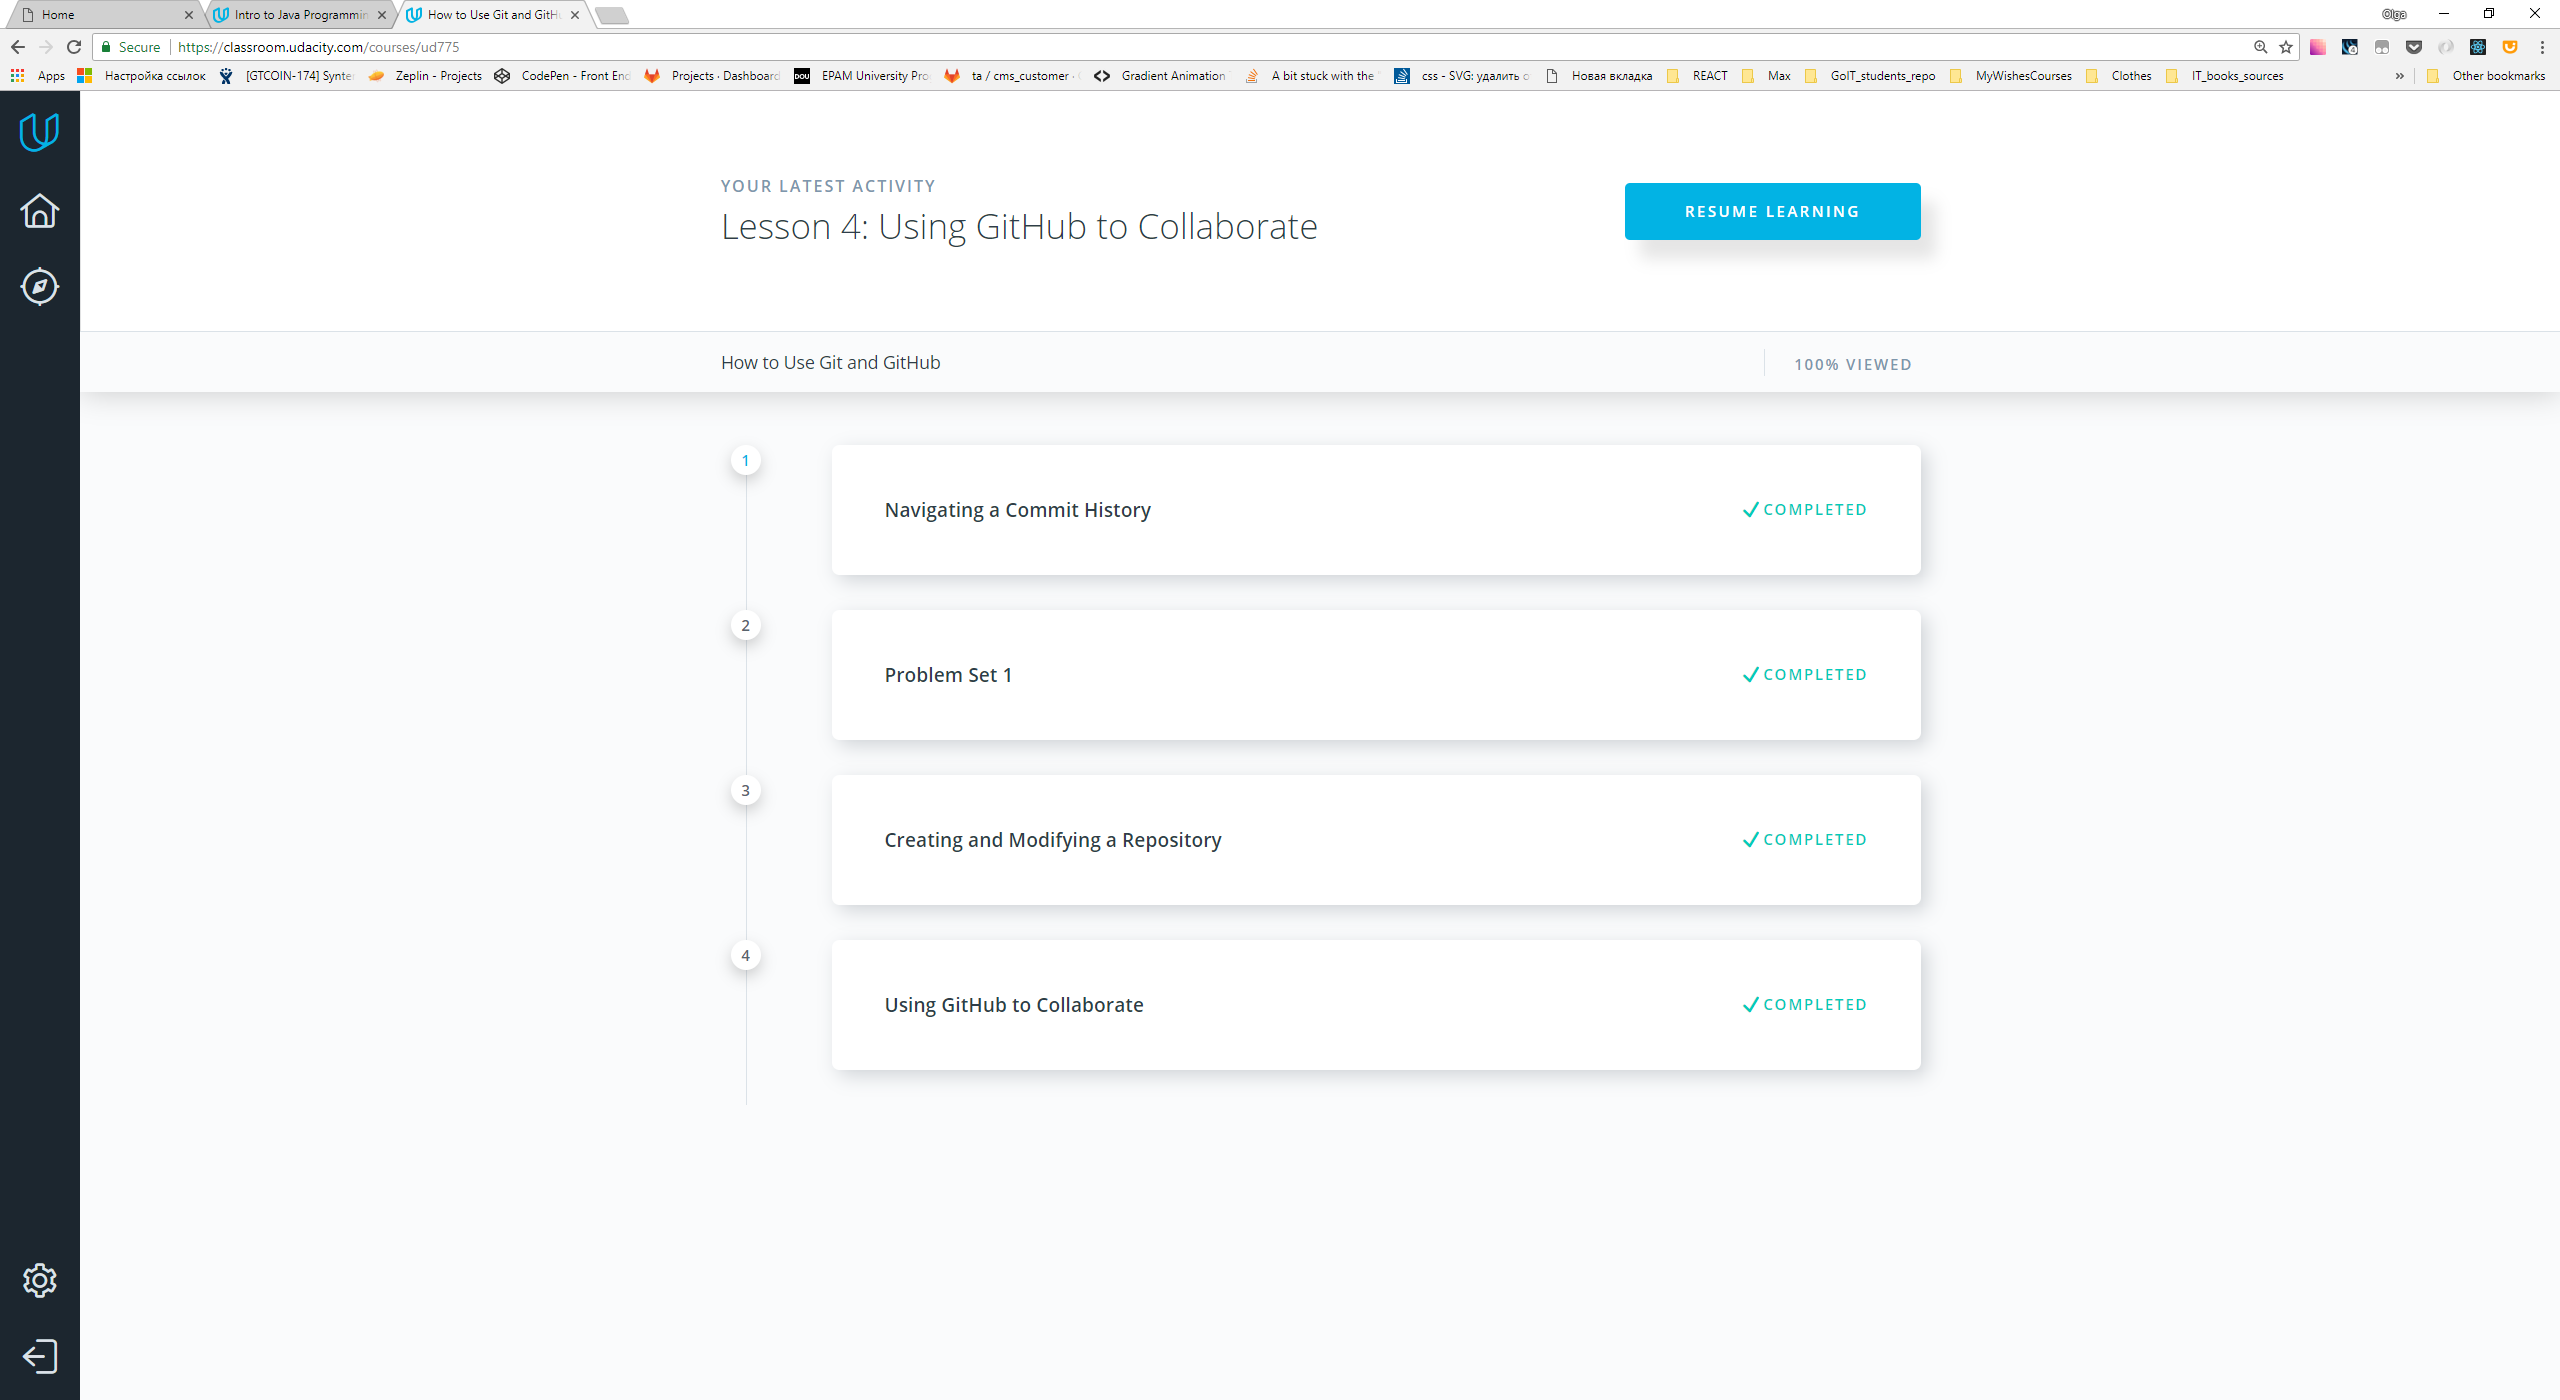 Home
Intro to Java Programmin
How to Use Git and GitHu
Olga
Secure
https://classroom.udacity.com/courses/ud775
Apps Настройка ссылок [GTCOIN-174] Synte Zeplin - Projects CodePen - Front End Projects · Dashboard DOU EPAM University Pro ta / cms_customer · Gradient Animation A bit stuck with the css - SVG: удалить о Новая вкладка REACT Max GoIT_students_repo MyWishesCourses Clothes IT_books_sources » Other bookmarks
YOUR LATEST ACTIVITY
Lesson 4: Using GitHub to Collaborate
RESUME LEARNING
How to Use Git and GitHub
100% VIEWED
1
Navigating a Commit History
COMPLETED
2
Problem Set 1
COMPLETED
3
Creating and Modifying a Repository
COMPLETED
4
Using GitHub to Collaborate
COMPLETED